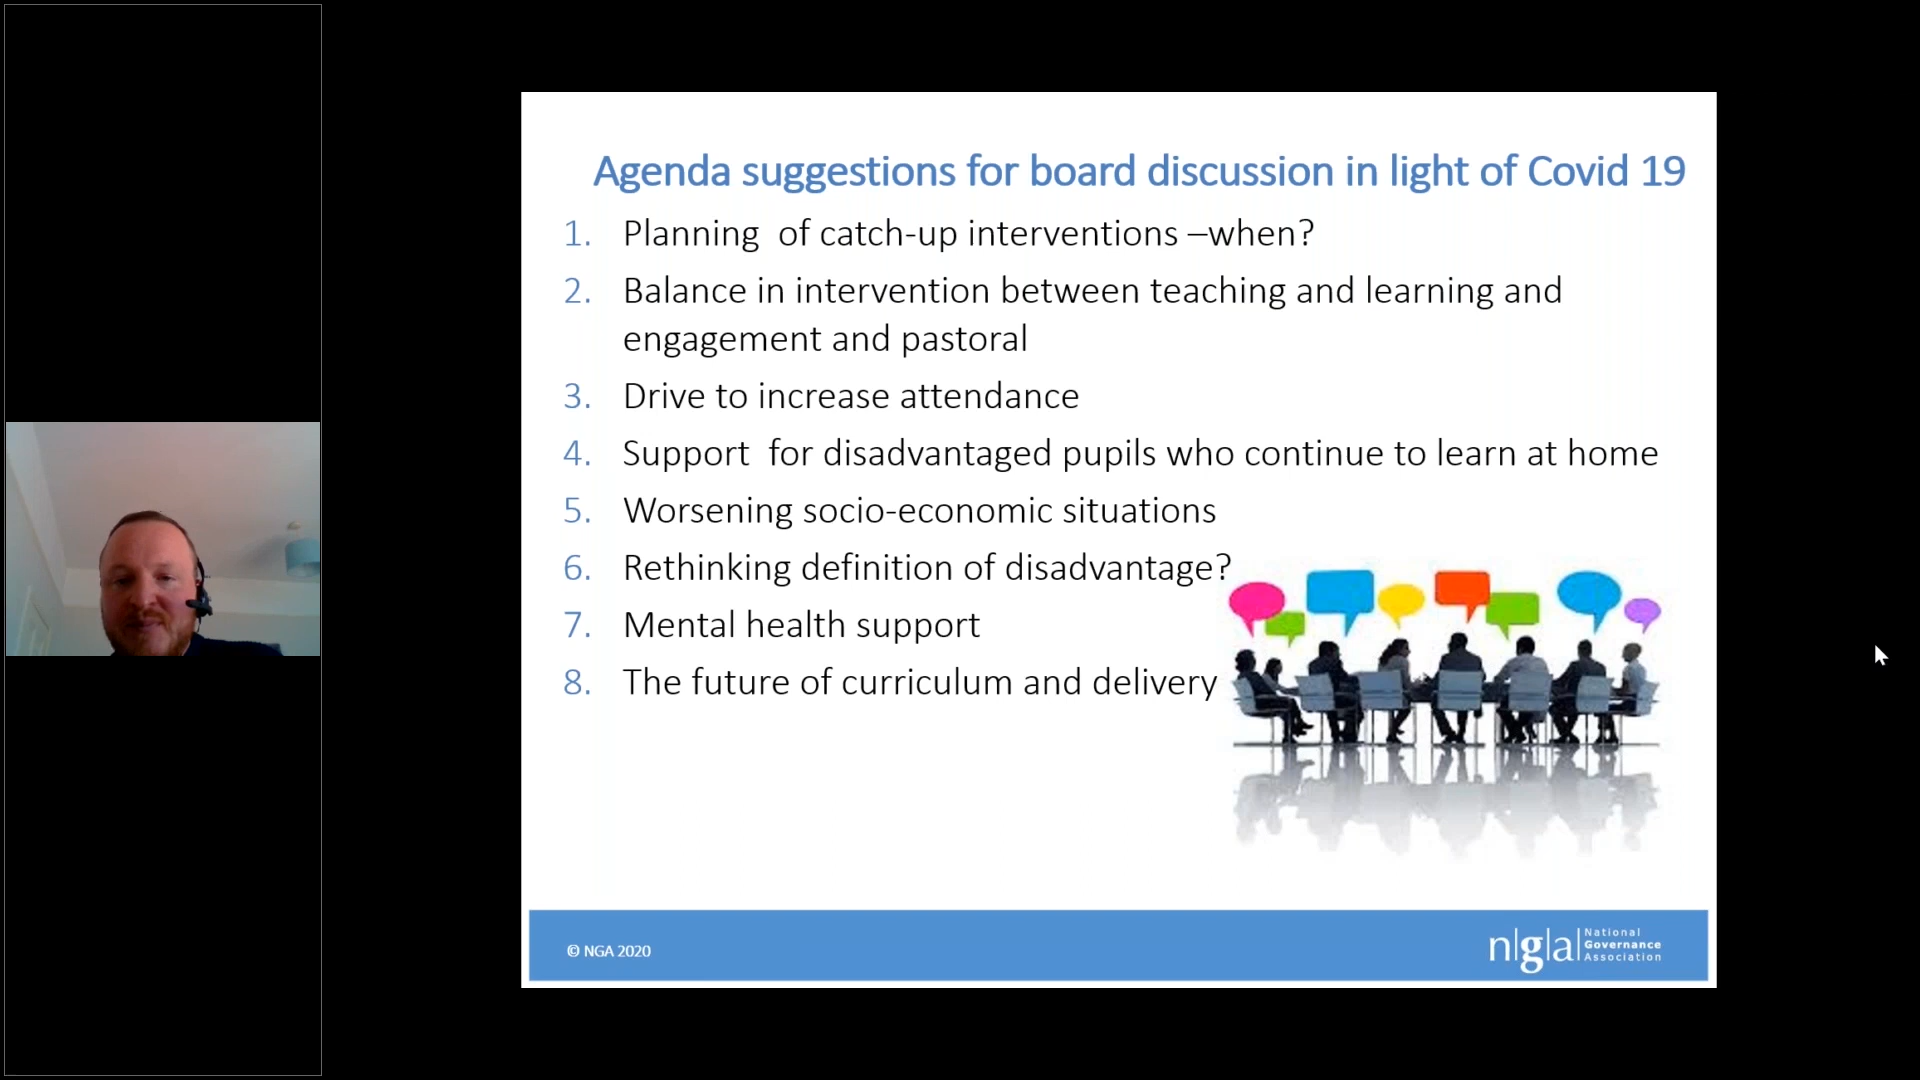 Agenda suggestions for board discussion in light of Covid 19
1. Planning  of catch-up interventions –when?
2. Balance in intervention between teaching and learning and
engagement and pastoral
3. Drive to increase attendance
4. Support  for disadvantaged pupils who continue to learn at home
5. Worsening socio-economic situations
6. Rethinking definition of disadvantage?
7. Mental health support
8. The future of curriculum and delivery
© NGA 2020
n|g|a|
National
Governance
Association